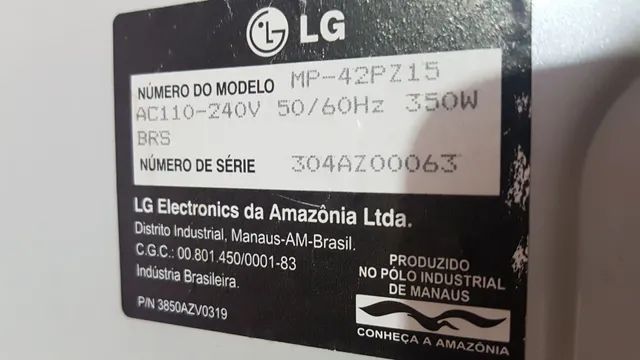 LG
NÚMERO DO MODELO MP-42PZ15
AC110-240V 50/60Hz 350W
BRS
NÚMERO DE SÉRIE 304AZ00063
LG Electronics da Amazônia Ltda.
Distrito Industrial, Manaus-AM-Brasil.
C.G.C.: 00.801.450/0001-83
Indústria Brasileira.
P/N 3850AZV0319
PRODUZIDO
NO PÓLO INDUSTRIAL
DE MANAUS
CONHEÇA A AMAZÔNIA